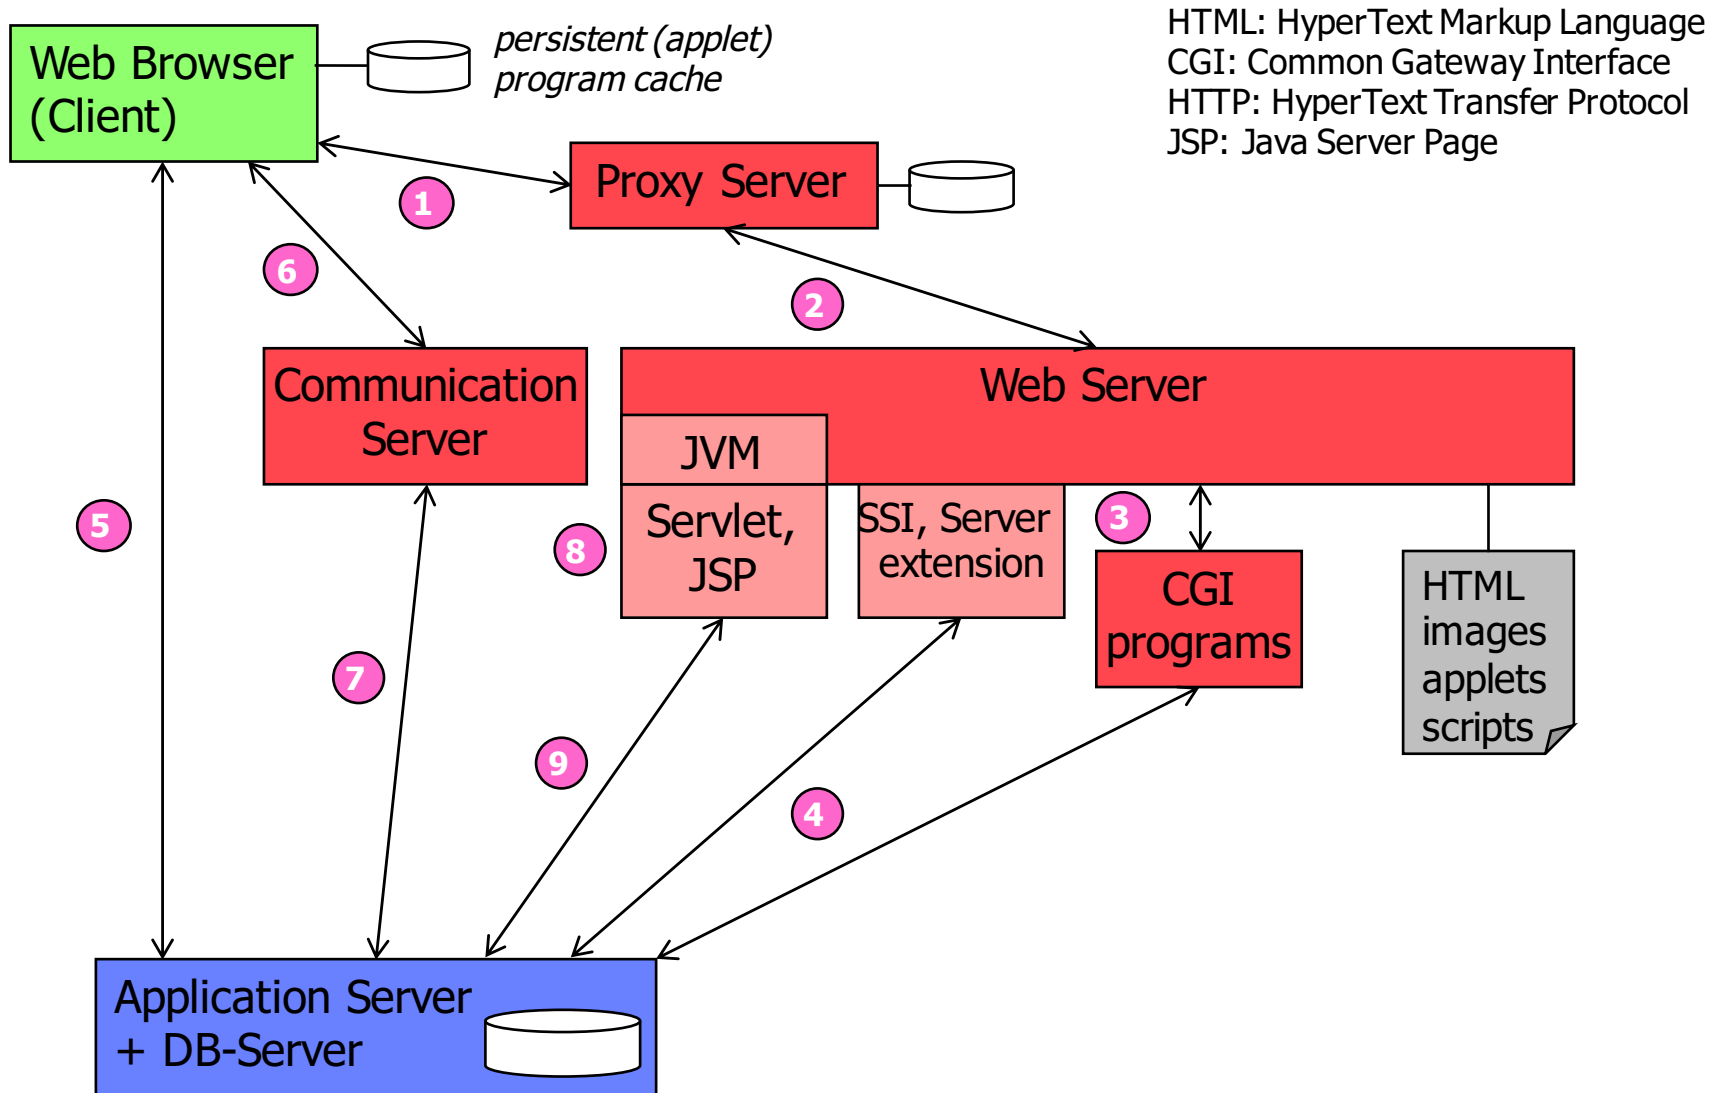 Web Browser
(Client)
persistent (applet)
program cache
HTML: HyperText Markup Language
CGI: Common Gateway Interface
HTTP: HyperText Transfer Protocol
JSP: Java Server Page
1
Proxy Server
6
2
Communication
Server
Web Server
JVM
5
8
Servlet,
JSP
SSI, Server
extension
3
CGI
programs
HTML
images
applets
scripts
7
9
4
Application Server
+ DB-Server